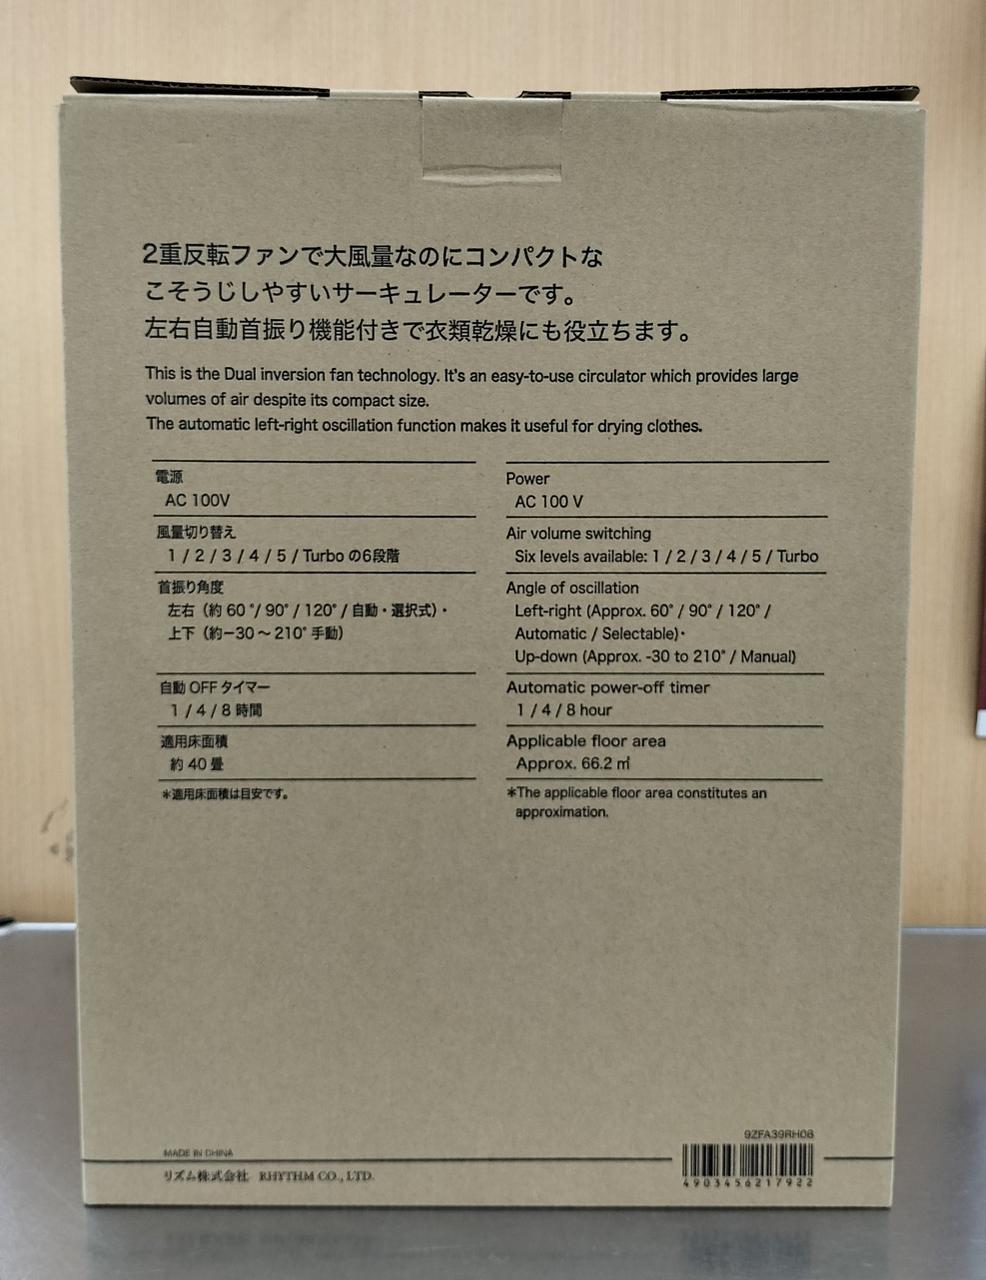 2重反転ファンで大風量なのにコンパクトな
こそうじしやすいサーキュレーターです。
左右自動首振り機能付きで衣類乾燥にも役立ちます。
This is the Dual inversion fan technology. It's an easy-to-use circulator which provides large
volumes of air despite its compact size.
The automatic left-right oscillation function makes it useful for drying clothes.
電源
AC 100V
風量切り替え
1 / 2 / 3 / 4 / 5 / Turbo の6段階
首振り角度
左右（約 60 °/ 90° / 120° / 自動・選択式）・
上下（約−30 〜 210° 手動）
自動 OFF タイマー
1 / 4 / 8 時間
適用床面積
約 40 畳
＊適用床面積は目安です。
Power
AC 100 V
Air volume switching
Six levels available: 1 / 2 / 3 / 4 / 5 / Turbo
Angle of oscillation
Left-right (Approx. 60° / 90° / 120° /
Automatic / Selectable)・
Up-down (Approx. -30 to 210° / Manual)
Automatic power-off timer
1 / 4 / 8 hour
Applicable floor area
Approx. 66.2 ㎡
＊The applicable floor area constitutes an
approximation.
MADE IN CHINA
リズム株式会社 RHYTHM CO., LTD.
9ZFA39RH08
4903456217922